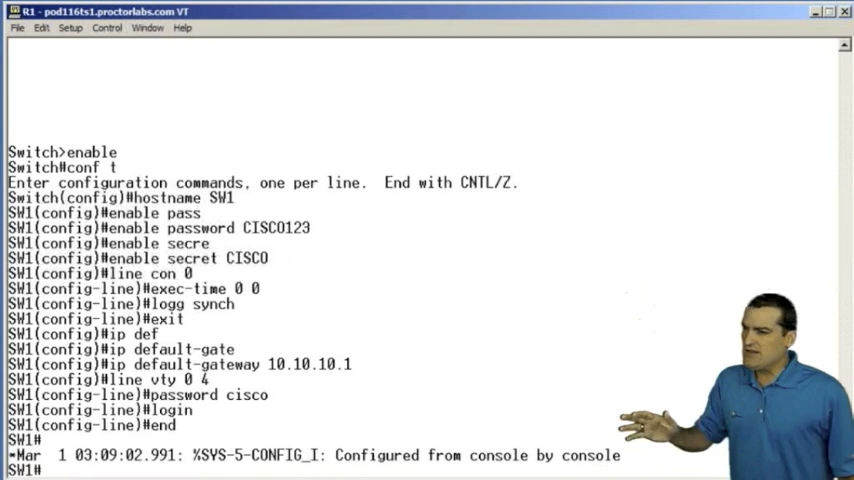 R1 - pod116ts1.proctorlabs.com VT
File Edit Setup Control Window Help
Switch>enable
Switch#conf t
Enter configuration commands, one per line.  End with CNTL/Z.
Switch(config)#hostname SW1
SW1(config)#enable pass
SW1(config)#enable password CISCO123
SW1(config)#enable secre
SW1(config)#enable secret CISCO
SW1(config)#line con 0
SW1(config-line)#exec-time 0 0
SW1(config-line)#logg synch
SW1(config-line)#exit
SW1(config)#ip def
SW1(config)#ip default-gate
SW1(config)#ip default-gateway 10.10.10.1
SW1(config)#line vty 0 4
SW1(config-line)#password cisco
SW1(config-line)#login
SW1(config-line)#end
SW1#
*Mar  1 03:09:02.991: %SYS-5-CONFIG_I: Configured from console by console
SW1#